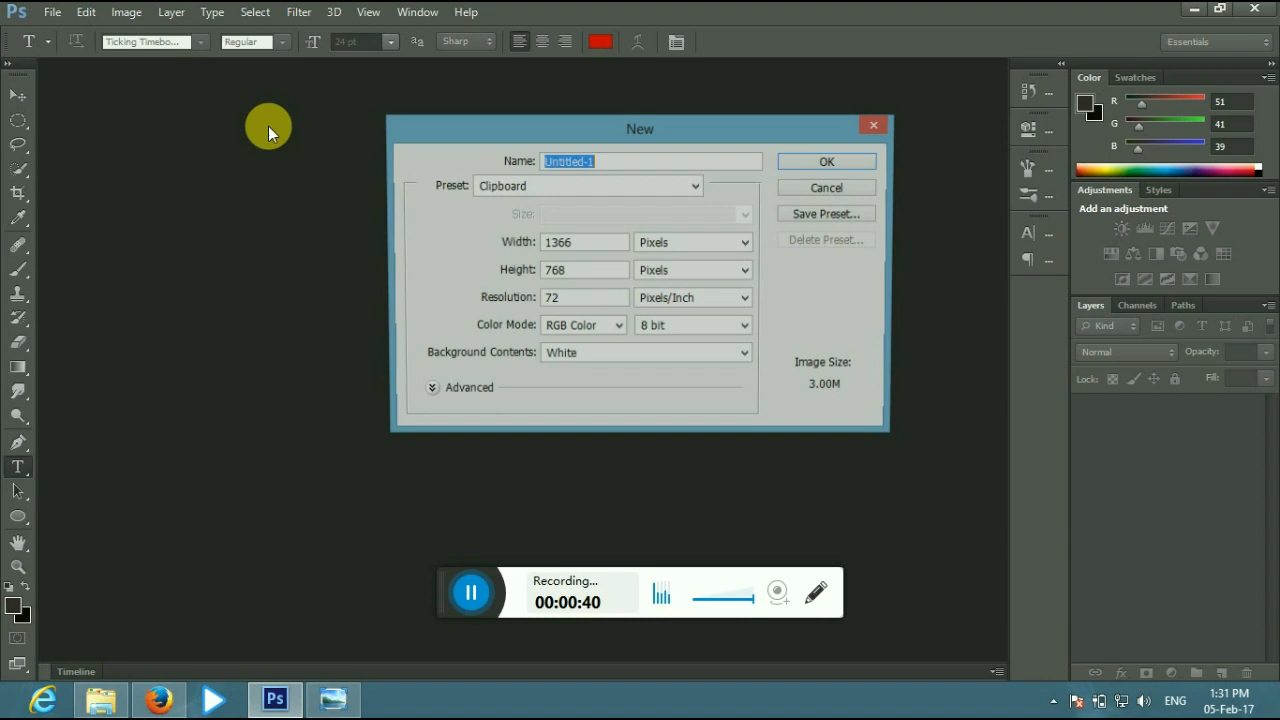 Ps File Edit Image Layer Type Select Filter 3D View Window Help
T Ticking Timebo... Regular 24 pt aa Sharp Essentials
Color Swatches
R 51
G 41
B 39
Adjustments Styles
Add an adjustment
Layers Channels Paths
Kind
Normal Opacity:
Lock: Fill:
New
Name: Untitled-1 OK
Preset: Clipboard Cancel
Size: Save Preset...
Width: 1366 Pixels Delete Preset...
Height: 768 Pixels
Resolution: 72 Pixels/Inch
Color Mode: RGB Color 8 bit
Background Contents: White
Image Size:
3.00M
Advanced
Recording...
00:00:40
Timeline
Ps
ENG
1:31 PM
05-Feb-17